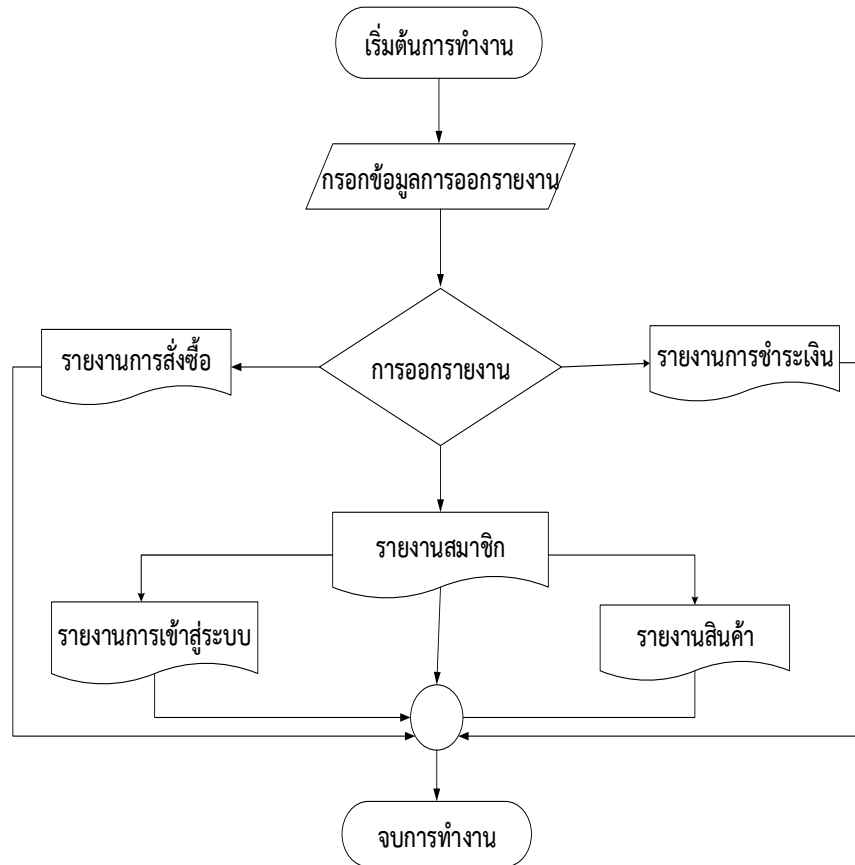 เริ่มต้นการทำงาน
กรอกข้อมูลการออกรายงาน
รายงานการสั่งซื้อ
การออกรายงาน
รายงานการชำระเงิน
รายงานสมาชิก
รายงานการเข้าสู่ระบบ
รายงานสินค้า
จบการทำงาน